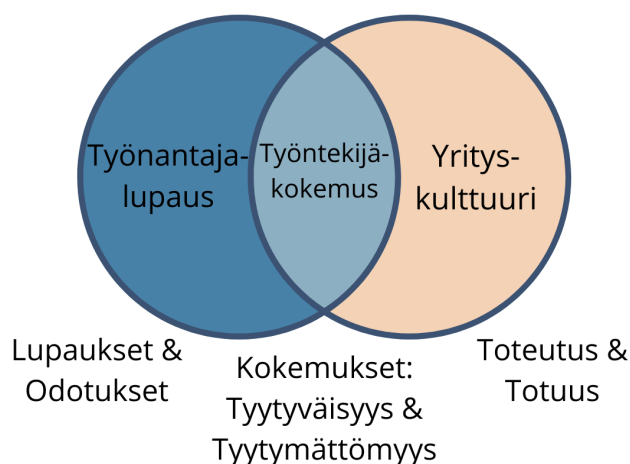 Työnantaja-
lupaus
Työntekijä-
kokemus
Yritys-
kulttuuri
Lupaukset &
Odotukset
Kokemukset:
Tyytyväisyys &
Tyytymättömyys
Toteutus &
Totuus